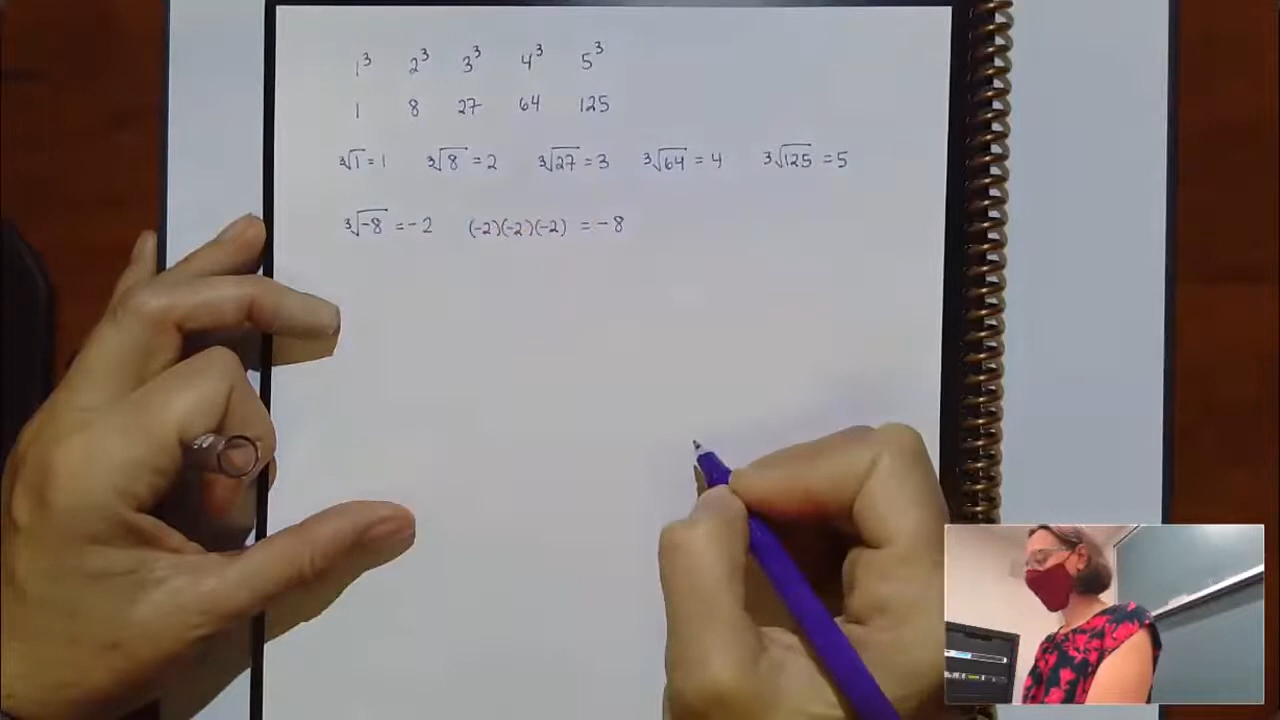 1³ 2³ 3³ 4³ 5³
1 8 27 64 125
∛1 = 1 ∛8 = 2 ∛27 = 3 ∛64 = 4 ∛125 = 5
∛-8 = -2 (-2)(-2)(-2) = -8